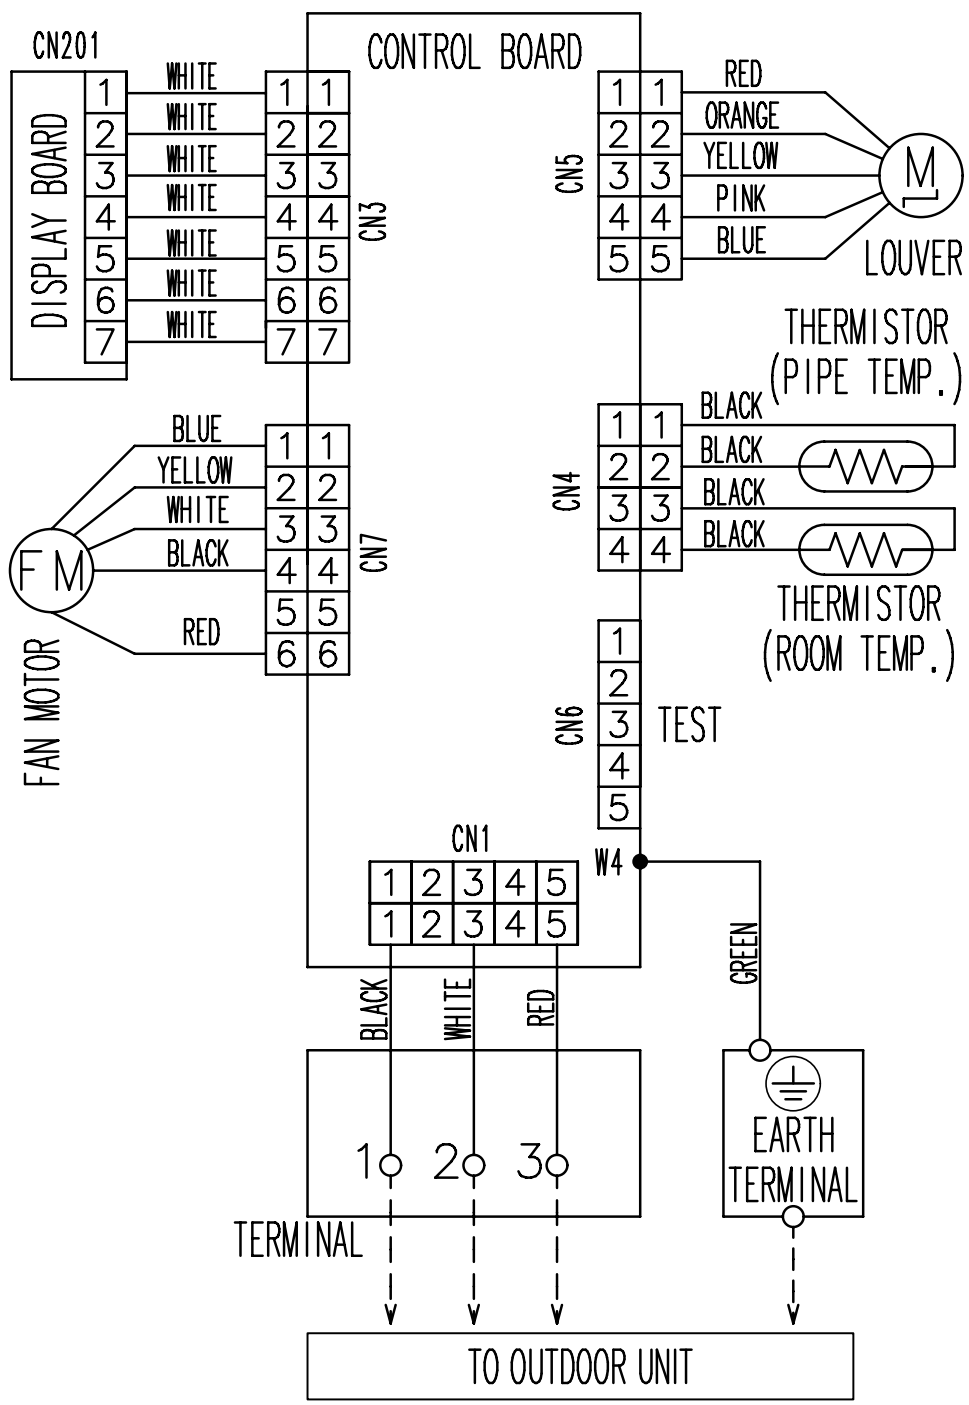 CONTROL BOARD
CN201
DISPLAY BOARD
1 WHITE 1 1
2 WHITE 2 2
3 WHITE 3 3
4 WHITE 4 4
5 WHITE 5 5
6 WHITE 6 6
7 WHITE 7 7
CN3
CN5
1 1 RED
2 2 ORANGE
3 3 YELLOW
4 4 PINK
5 5 BLUE
M
LOUVER
THERMISTOR
(PIPE TEMP.)
CN4
1 1 BLACK
2 2 BLACK
3 3 BLACK
4 4 BLACK
THERMISTOR
(ROOM TEMP.)
BLUE 1 1
YELLOW 2 2
WHITE 3 3
BLACK 4 4
5 5
RED 6 6
CN7
FM
FAN MOTOR
CN6
1
2
3
4
5
TEST
CN1
1 2 3 4 5
1 2 3 4 5
W4
GREEN
BLACK
WHITE
RED
1 2 3
TERMINAL
EARTH
TERMINAL
TO OUTDOOR UNIT